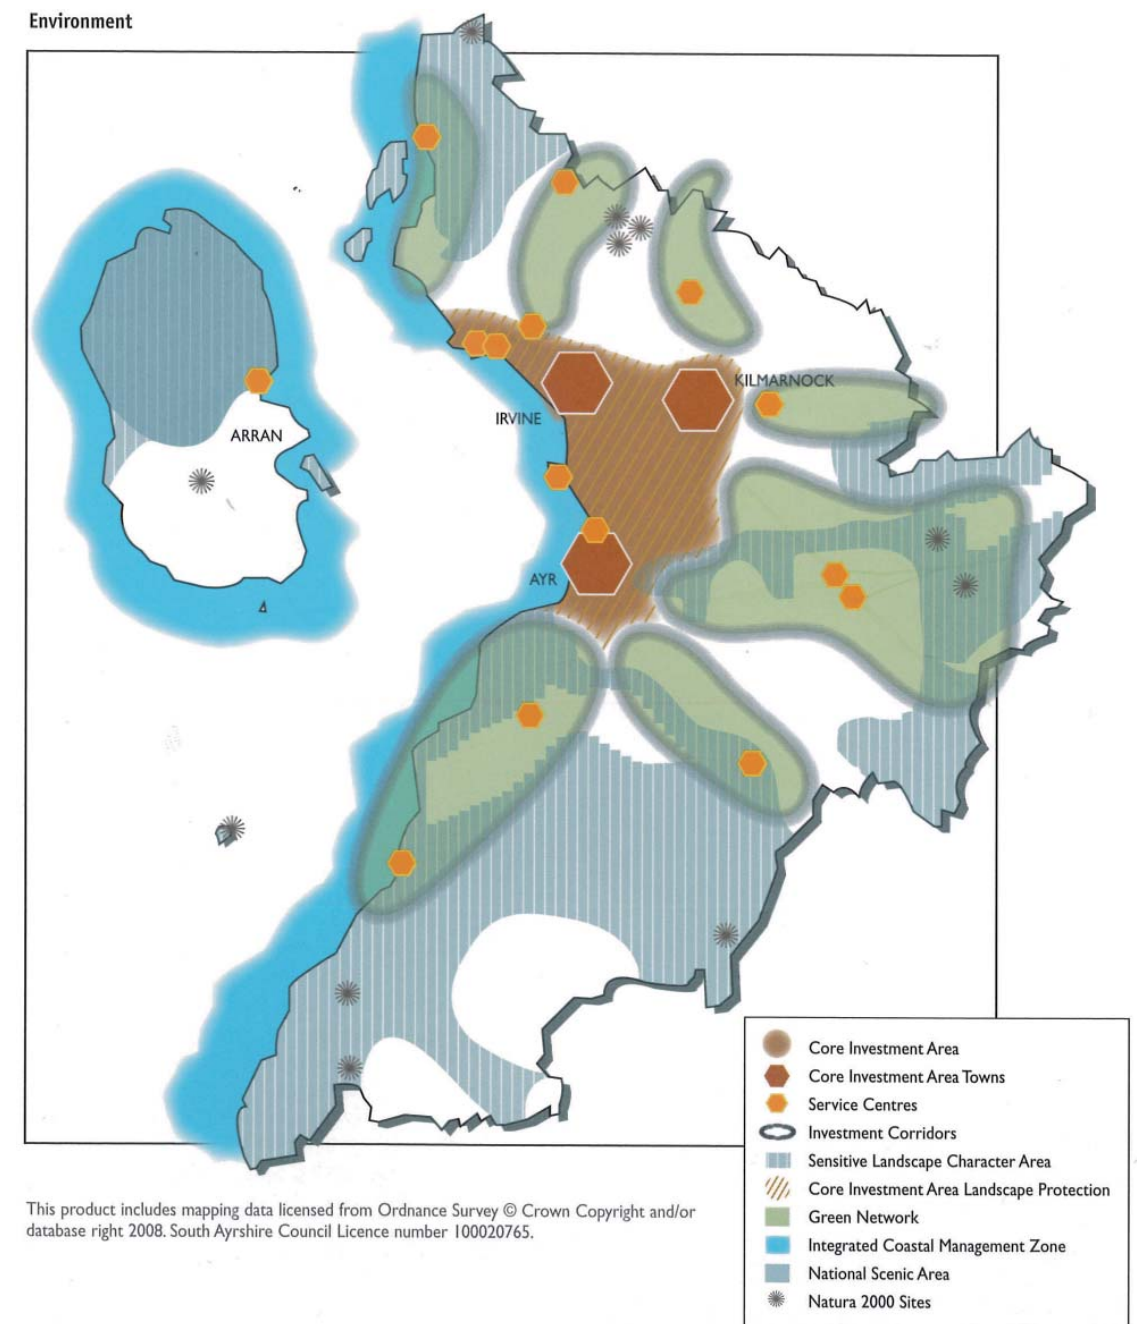 Environment
KILMARNOCK
IRVINE
ARRAN
AYR
Core Investment Area
Core Investment Area Towns
Service Centres
Investment Corridors
Sensitive Landscape Character Area
Core Investment Area Landscape Protection
Green Network
Integrated Coastal Management Zone
National Scenic Area
Natura 2000 Sites
This product includes mapping data licensed from Ordnance Survey © Crown Copyright and/or
database right 2008. South Ayrshire Council Licence number 100020765.